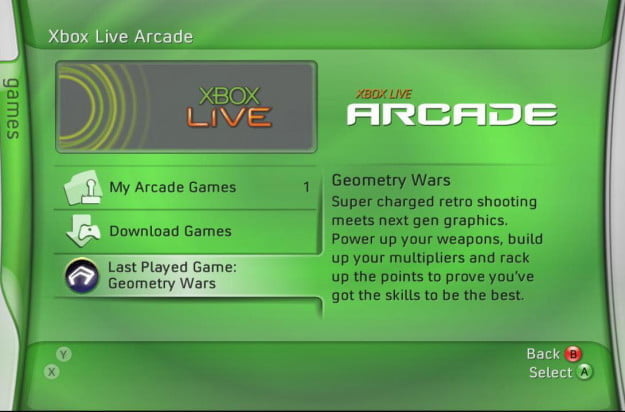 Xbox Live Arcade
games
XBOX
LIVE
XBOX LIVE
ARCADE
My Arcade Games 1
Download Games
Last Played Game:
Geometry Wars
Geometry Wars
Super charged retro shooting
meets next gen graphics.
Power up your weapons, build
up your multipliers and rack
up the points to prove you've
got the skills to be the best.
Y
X
Back B
Select A